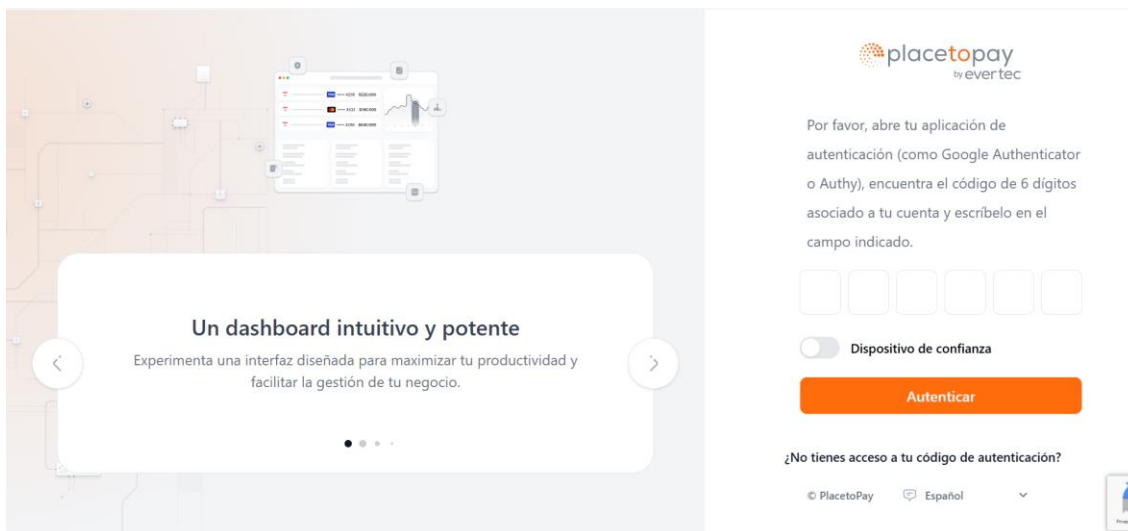 placetopay
by evertec
Por favor, abre tu aplicación de
autenticación (como Google Authenticator
o Authy), encuentra el código de 6 dígitos
asociado a tu cuenta y escríbelo en el
campo indicado.
Un dashboard intuitivo y potente
Experimenta una interfaz diseñada para maximizar tu productividad y
facilitar la gestión de tu negocio.
Dispositivo de confianza
Autenticar
¿No tienes acceso a tu código de autenticación?
© PlacetoPay
Español